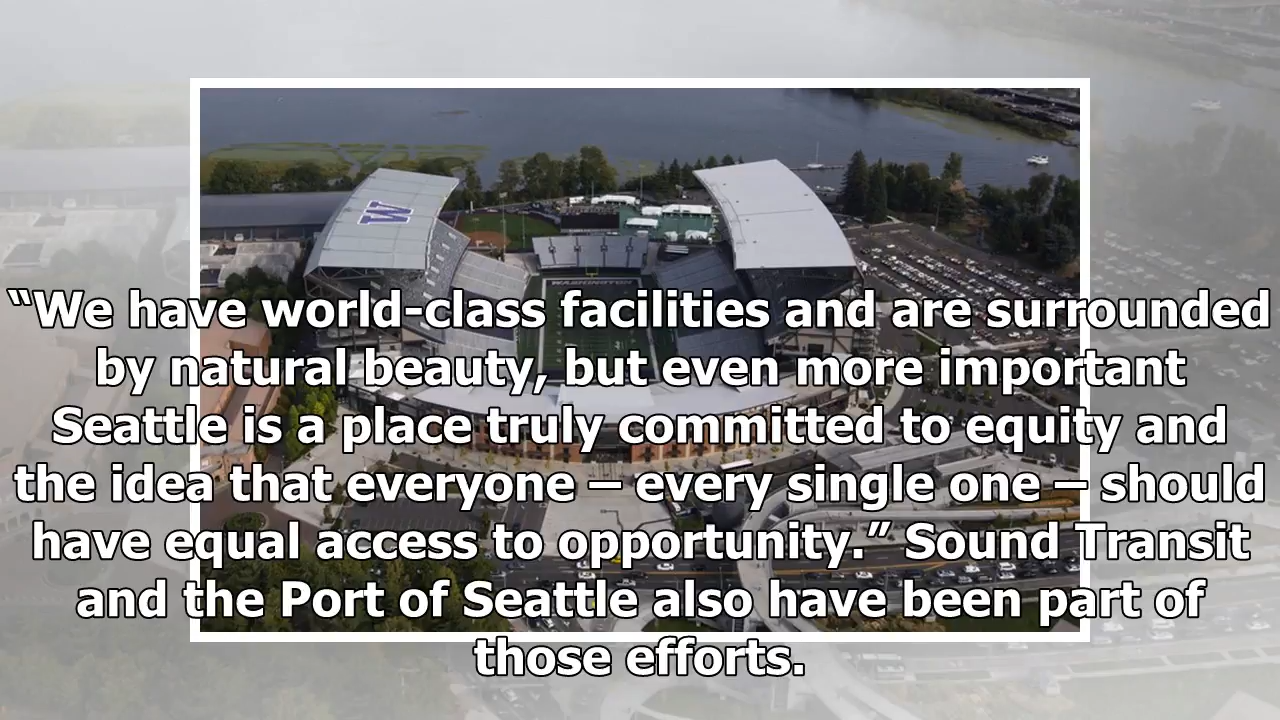 W
WASHINGTON
“We have world-class facilities and are surrounded
by natural beauty, but even more important
Seattle is a place truly committed to equity and
the idea that everyone – every single one – should
have equal access to opportunity.” Sound Transit
and the Port of Seattle also have been part of
those efforts.